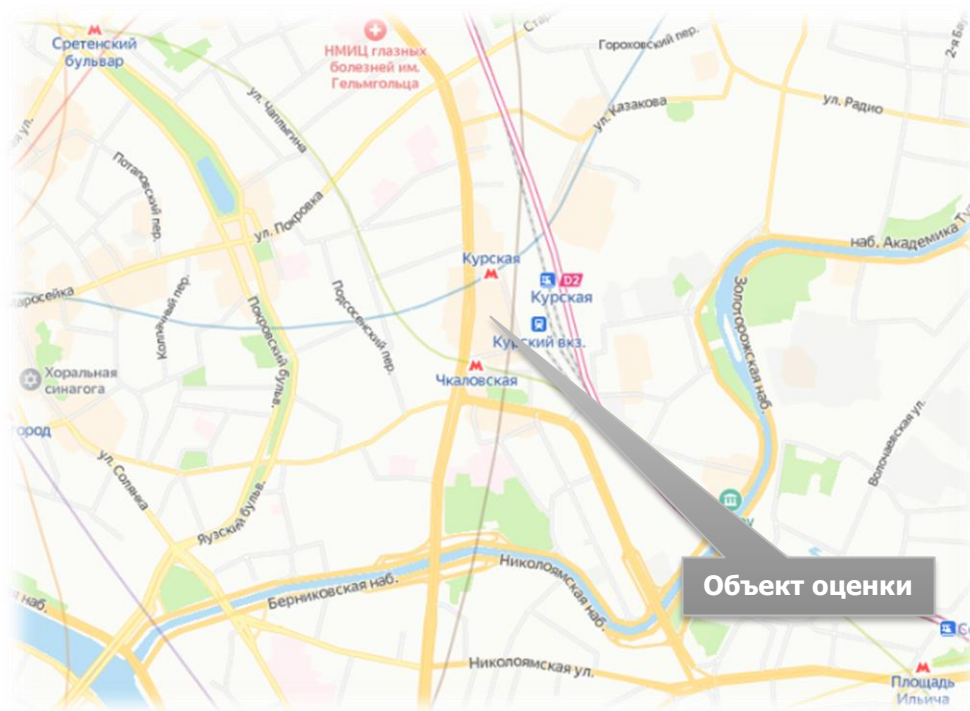 Сретенский
бульвар
НМИЦ глазных
болезней им.
Гельмгольца
Гороховский пер.
ул. Чаплыгина
ул. Казакова
ул. Радио
Потаповский пер.
ул. Покровка
Курская
D2
Курская
Курский вкз.
наб. Академика
Колпачный пер.
Подсосенский пер.
Покровский бульв.
Золоторожская наб.
Хоральная
синагога
Чкаловская
ул. Солянка
Волочаевская ул.
Яузский бульв.
Объект оценки
Берниковская наб.
Николоямская наб.
Николоямская ул.
Площадь
Ильича